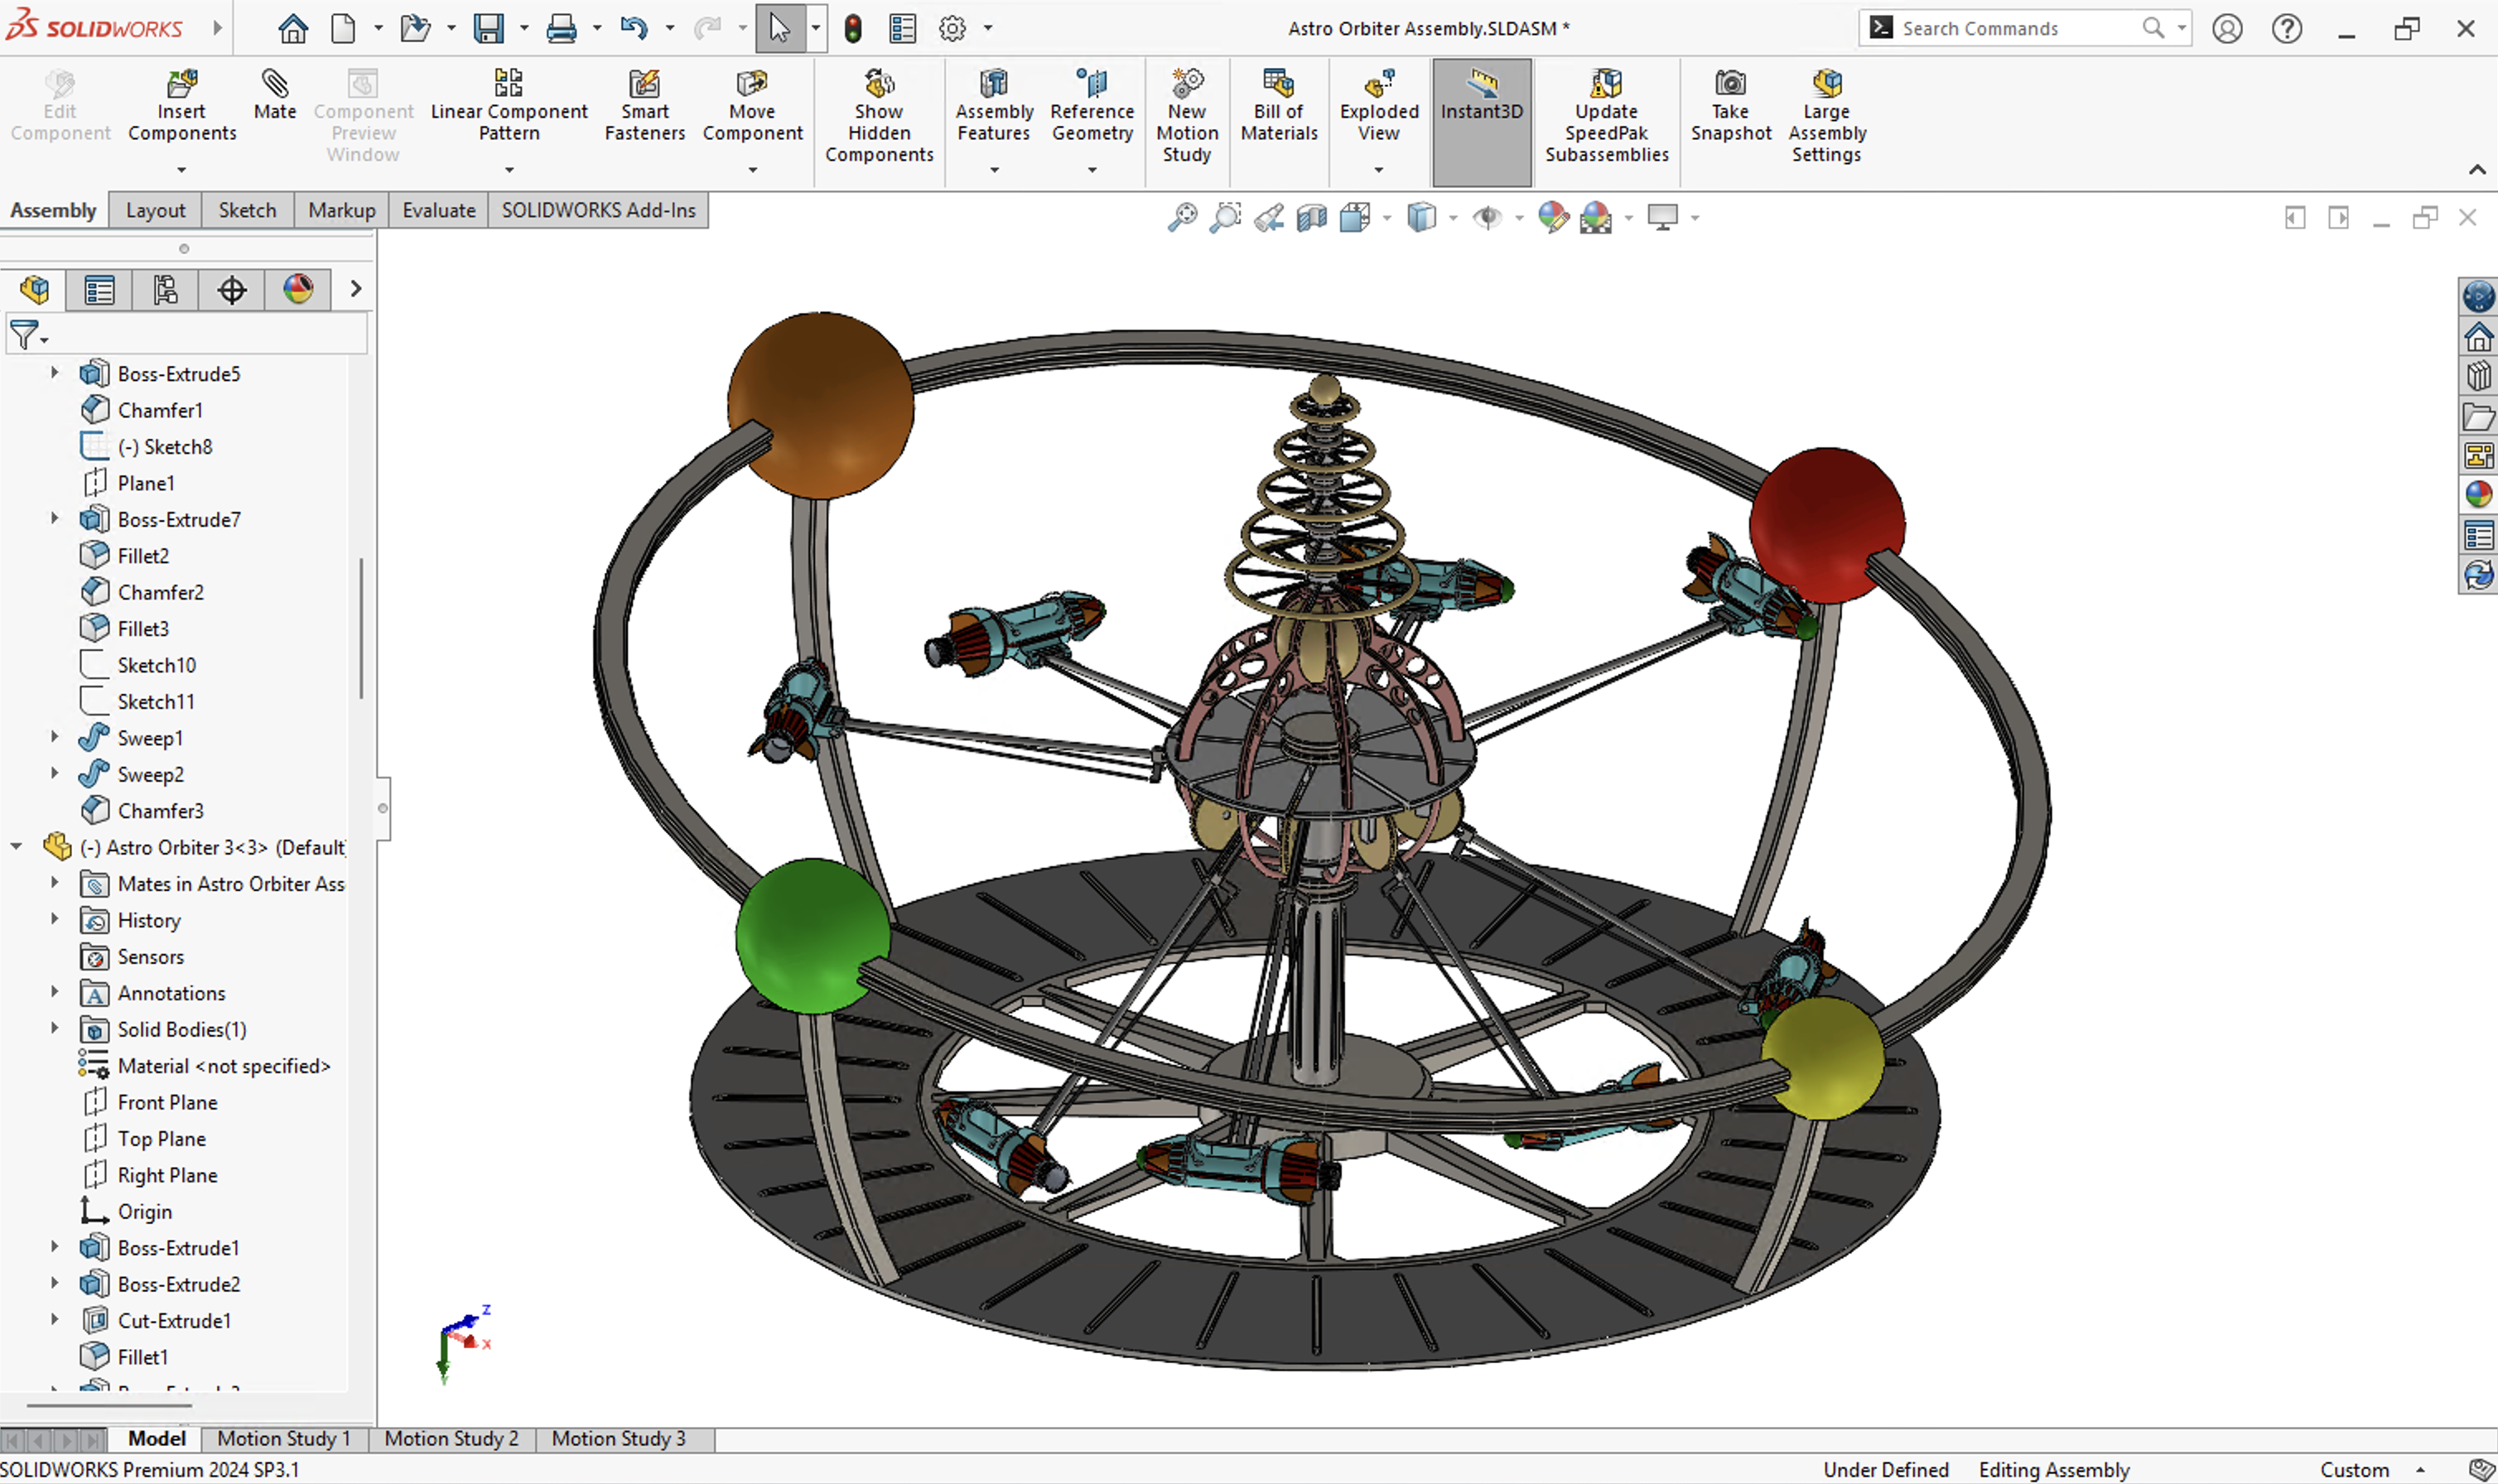 SOLIDWORKS
Astro Orbiter Assembly.SLDASM *
Search Commands
Edit Component
Insert Components
Mate
Component Preview Window
Linear Component Pattern
Smart Fasteners
Move Component
Show Hidden Components
Assembly Features
Reference Geometry
New Motion Study
Bill of Materials
Exploded View
Instant3D
Update SpeedPak Subassemblies
Take Snapshot
Large Assembly Settings
Assembly
Layout
Sketch
Markup
Evaluate
SOLIDWORKS Add-Ins
Boss-Extrude5
Chamfer1
(-) Sketch8
Plane1
Boss-Extrude7
Fillet2
Chamfer2
Fillet3
Sketch10
Sketch11
Sweep1
Sweep2
Chamfer3
(-) Astro Orbiter 3<3> (Default
Mates in Astro Orbiter Ass
History
Sensors
Annotations
Solid Bodies(1)
Material <not specified>
Front Plane
Top Plane
Right Plane
Origin
Boss-Extrude1
Boss-Extrude2
Cut-Extrude1
Fillet1
z
x
Model
Motion Study 1
Motion Study 2
Motion Study 3
SOLIDWORKS Premium 2024 SP3.1
Under Defined
Editing Assembly
Custom